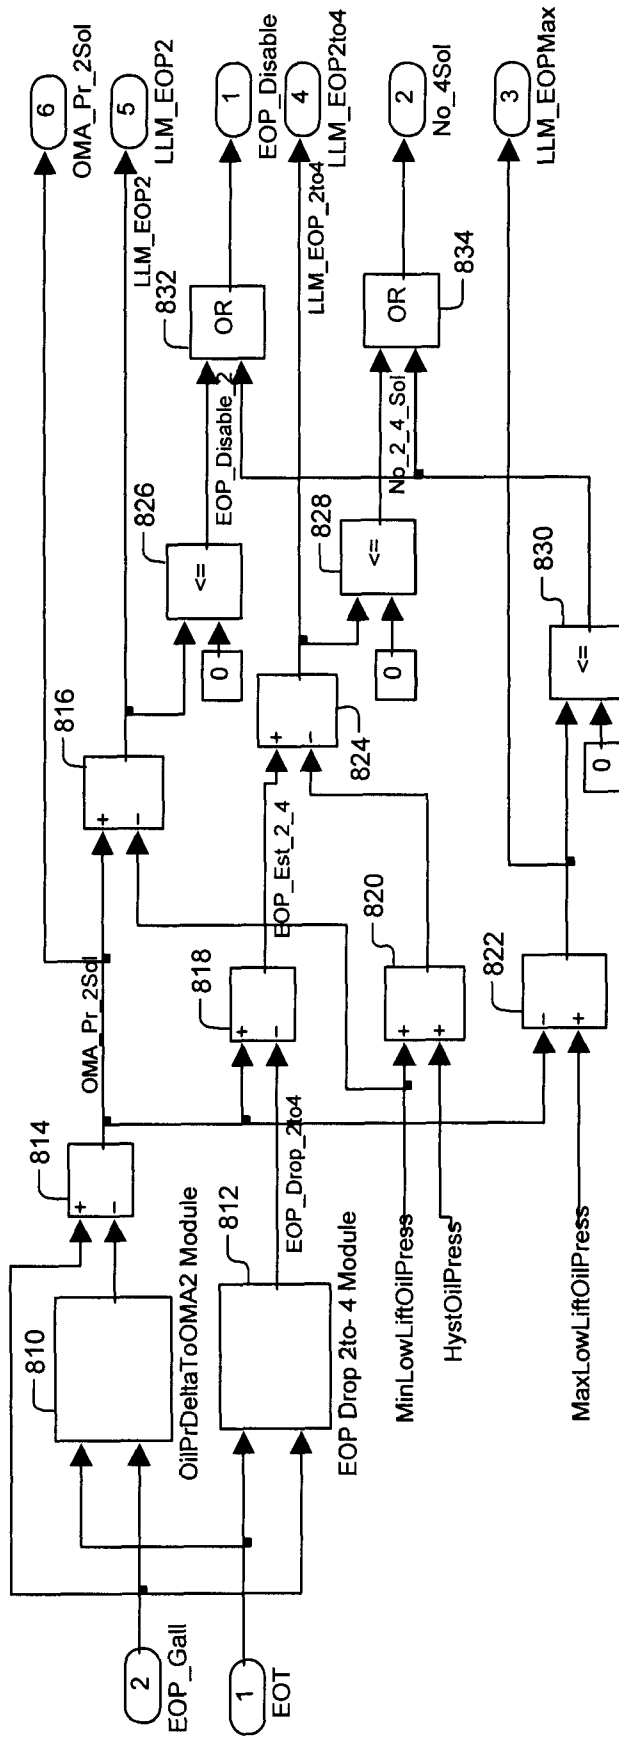 6
OMA_Pr_2Sol
5
LLM_EOP2
1
EOP_Disable
4
LLM_EOP2to4
2
No_4Sol
3
LLM_EOPMax
LLM_EOP2
832
OR
LLM_EOP_2to4
OR
834
826
<=
EOP_Disable_2
0
828
<=
No_2_4_Sol
0
830
<=
0
816
+
−
+
−
824
OMA_Pr_2Sol
EOP_Est_2_4
818
+
−
820
+
+
822
−
+
814
+
−
EOP_Drop_2to4
810
OilPrDeltaToOMA2 Module
812
EOP Drop 2to- 4 Module
MinLowLiftOilPress
HystOilPress
MaxLowLiftOilPress
2
EOP_Gall
1
EOT